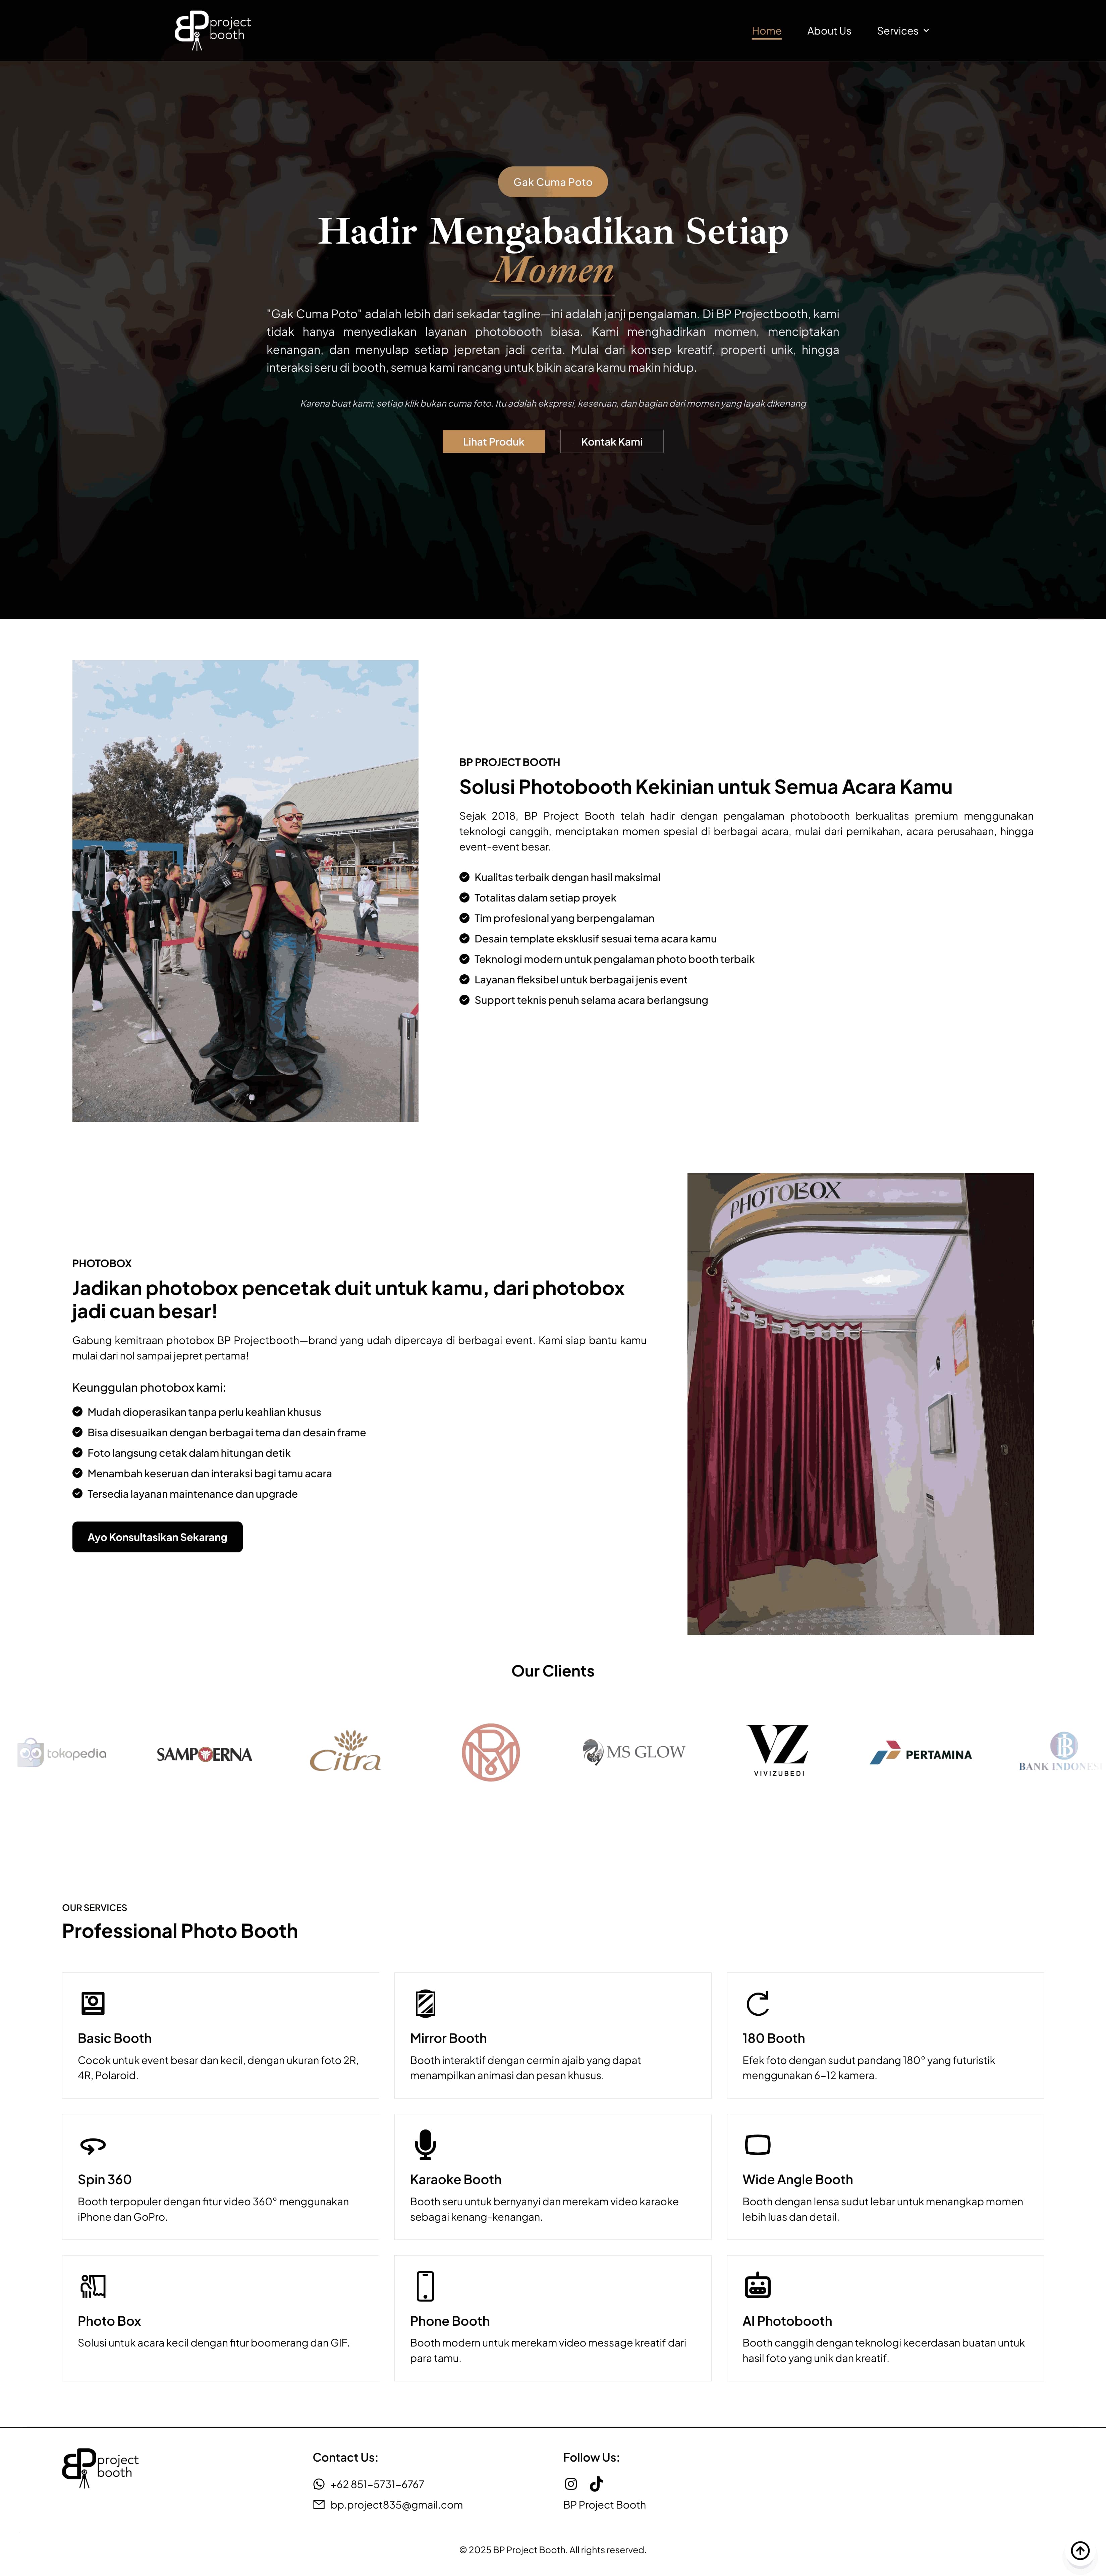 BP project
booth
Home About Us Services
Gak Cuma Poto
Hadir Mengabadikan Setiap
Momen
"Gak Cuma Poto" adalah lebih dari sekadar tagline—ini adalah janji pengalaman. Di BP Projectbooth, kami
tidak hanya menyediakan layanan photobooth biasa. Kami menghadirkan momen, menciptakan
kenangan, dan menyulap setiap jepretan jadi cerita. Mulai dari konsep kreatif, properti unik, hingga
interaksi seru di booth, semua kami rancang untuk bikin acara kamu makin hidup.
Karena buat kami, setiap klik bukan cuma foto. Itu adalah ekspresi, keseruan, dan bagian dari momen yang layak dikenang
Lihat Produk Kontak Kami
BP PROJECT BOOTH
Solusi Photobooth Kekinian untuk Semua Acara Kamu
Sejak 2018, BP Project Booth telah hadir dengan pengalaman photobooth berkualitas premium menggunakan
teknologi canggih, menciptakan momen spesial di berbagai acara, mulai dari pernikahan, acara perusahaan, hingga
event-event besar.
Kualitas terbaik dengan hasil maksimal
Totalitas dalam setiap proyek
Tim profesional yang berpengalaman
Desain template eksklusif sesuai tema acara kamu
Teknologi modern untuk pengalaman photo booth terbaik
Layanan fleksibel untuk berbagai jenis event
Support teknis penuh selama acara berlangsung
PHOTOBOX
PHOTOBOX
Jadikan photobox pencetak duit untuk kamu, dari photobox
jadi cuan besar!
Gabung kemitraan photobox BP Projectbooth—brand yang udah dipercaya di berbagai event. Kami siap bantu kamu
mulai dari nol sampai jepret pertama!
Keunggulan photobox kami:
Mudah dioperasikan tanpa perlu keahlian khusus
Bisa disesuaikan dengan berbagai tema dan desain frame
Foto langsung cetak dalam hitungan detik
Menambah keseruan dan interaksi bagi tamu acara
Tersedia layanan maintenance dan upgrade
Ayo Konsultasikan Sekarang
Our Clients
tokopedia SAMPOERNA Citra MS GLOW VZ VIVIZUBEDI PERTAMINA BANK INDONES
OUR SERVICES
Professional Photo Booth
Basic Booth
Cocok untuk event besar dan kecil, dengan ukuran foto 2R,
4R, Polaroid.
Mirror Booth
Booth interaktif dengan cermin ajaib yang dapat
menampilkan animasi dan pesan khusus.
180 Booth
Efek foto dengan sudut pandang 180° yang futuristik
menggunakan 6-12 kamera.
Spin 360
Booth terpopuler dengan fitur video 360° menggunakan
iPhone dan GoPro.
Karaoke Booth
Booth seru untuk bernyanyi dan merekam video karaoke
sebagai kenang-kenangan.
Wide Angle Booth
Booth dengan lensa sudut lebar untuk menangkap momen
lebih luas dan detail.
Photo Box
Solusi untuk acara kecil dengan fitur boomerang dan GIF.
Phone Booth
Booth modern untuk merekam video message kreatif dari
para tamu.
AI Photobooth
Booth canggih dengan teknologi kecerdasan buatan untuk
hasil foto yang unik dan kreatif.
BP project
booth
Contact Us:
+62 851-5731-6767
bp.project835@gmail.com
Follow Us:
BP Project Booth
© 2025 BP Project Booth. All rights reserved.